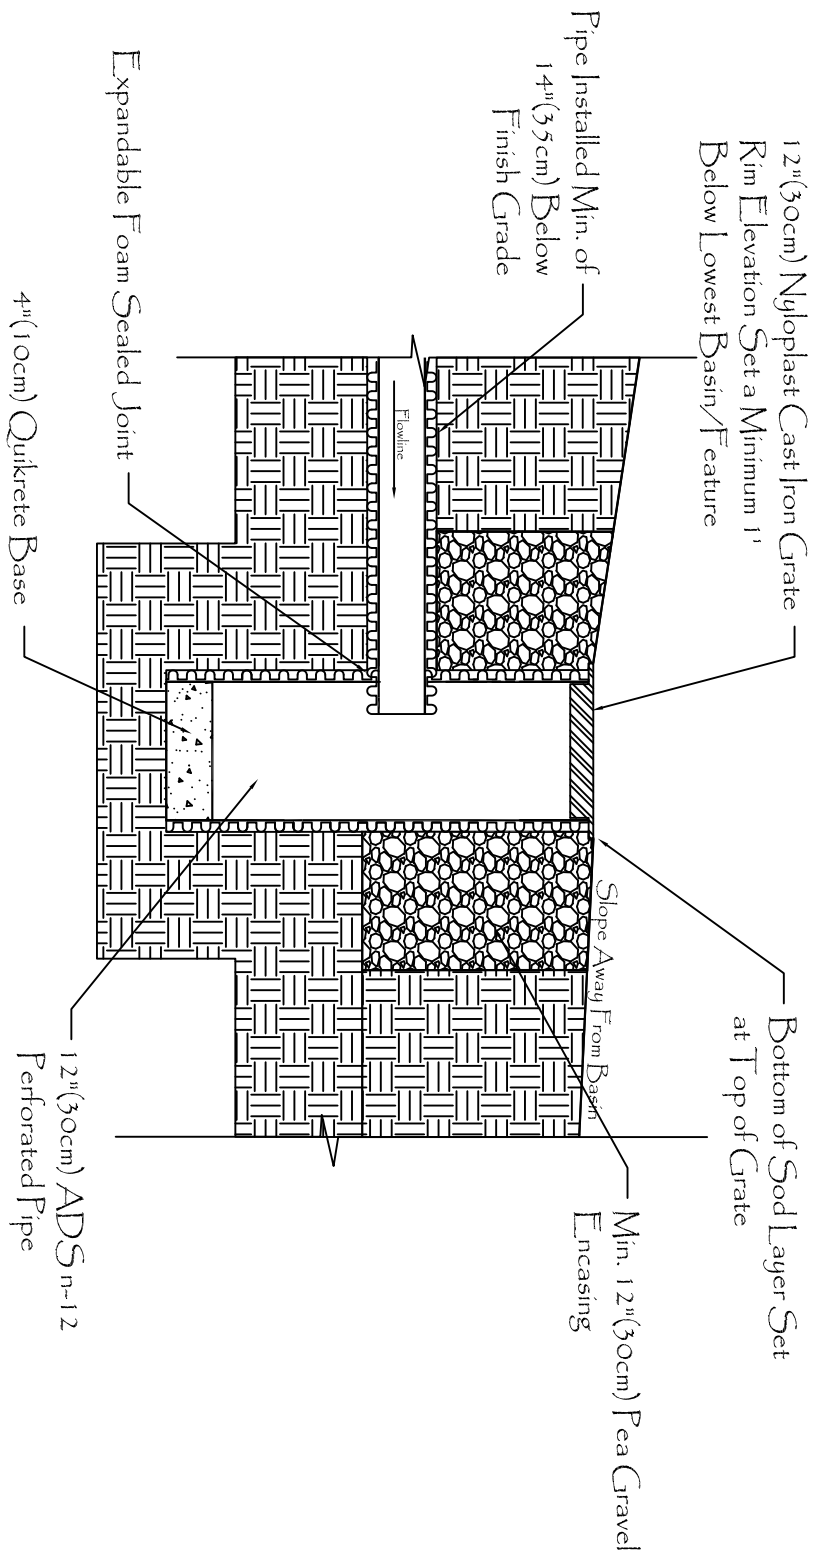 12"(30cm) Nyloplast Cast Iron Grate
Rim Elevation Set a Minimum 1'
Below Lowest Basin/Feature
Pipe Installed Min. of
14"(35cm) Below
Finish Grade
Expandable Foam Sealed Joint
4"(10cm) Quikrete Base
Flowline
Bottom of Sod Layer Set
at Top of Grate
Slope Away From Basin
Min. 12"(30cm) Pea Gravel
Encasing
12"(30cm) ADS n-12
Perforated Pipe